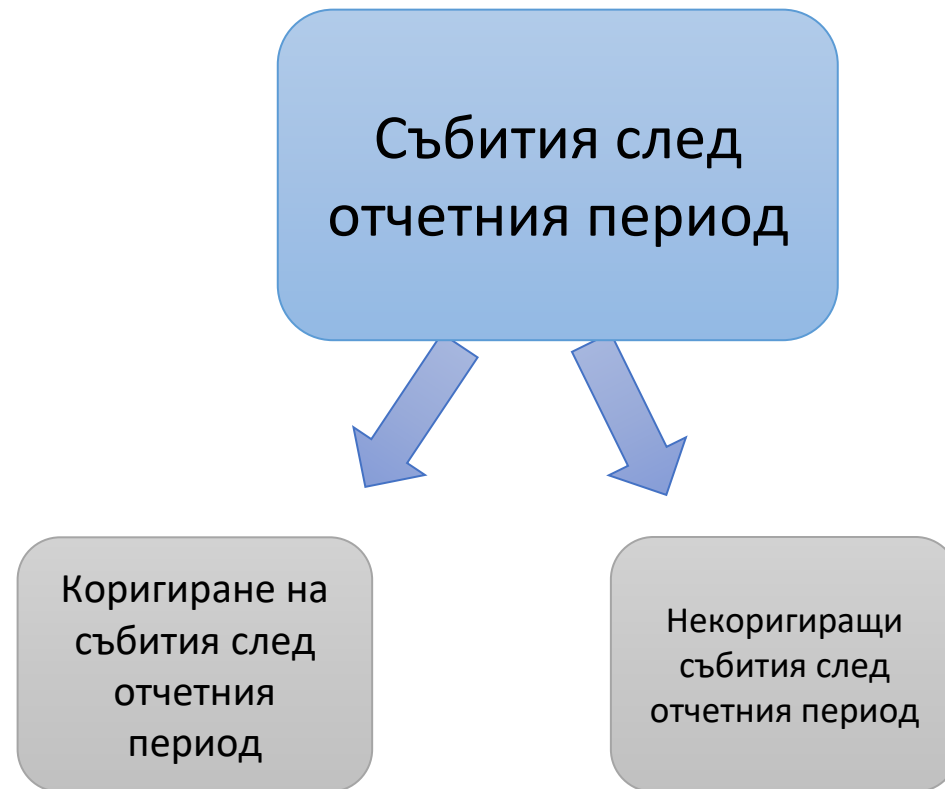 Събития след
отчетния период
Коригиране на
събития след
отчетния
период
Некоригиращи
събития след
отчетния период